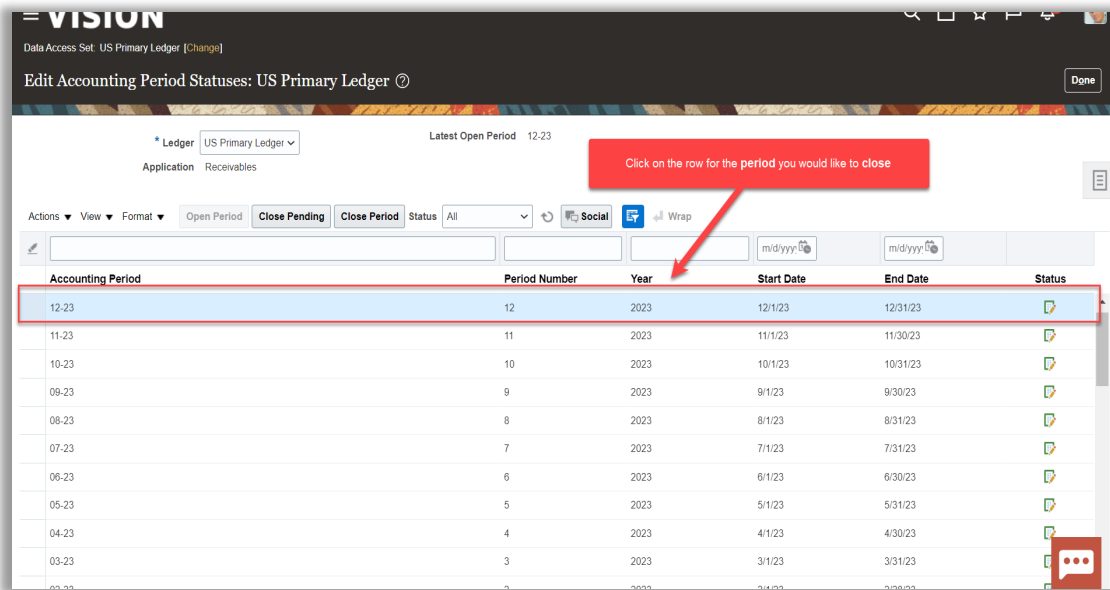 VISION
Data Access Set: US Primary Ledger [Change]
Edit Accounting Period Statuses: US Primary Ledger ?
Done
* Ledger US Primary Ledger Latest Open Period 12-23
Application Receivables
Click on the row for the period you would like to close
Actions View Format Open Period Close Pending Close Period Status All Social Wrap
m/d/yyy m/d/yyy
Accounting Period Period Number Year Start Date End Date Status
12-23 12 2023 12/1/23 12/31/23
11-23 11 2023 11/1/23 11/30/23
10-23 10 2023 10/1/23 10/31/23
09-23 9 2023 9/1/23 9/30/23
08-23 8 2023 8/1/23 8/31/23
07-23 7 2023 7/1/23 7/31/23
06-23 6 2023 6/1/23 6/30/23
05-23 5 2023 5/1/23 5/31/23
04-23 4 2023 4/1/23 4/30/23
03-23 3 2023 3/1/23 3/31/23